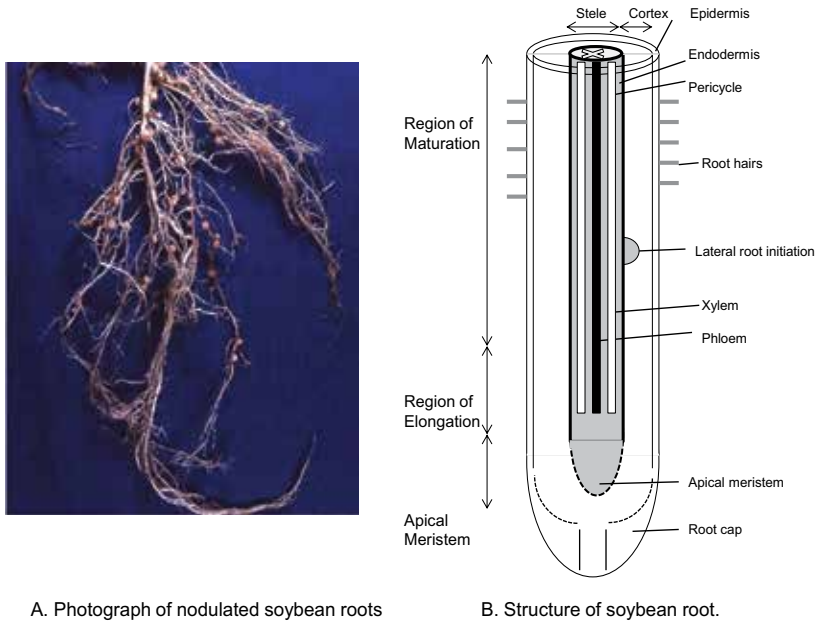 Stele
Cortex
Epidermis
Endodermis
Pericycle
Region of
Maturation
Root hairs
Lateral root initiation
Xylem
Phloem
Region of
Elongation
Apical meristem
Apical
Meristem
Root cap
A. Photograph of nodulated soybean roots
B. Structure of soybean root.